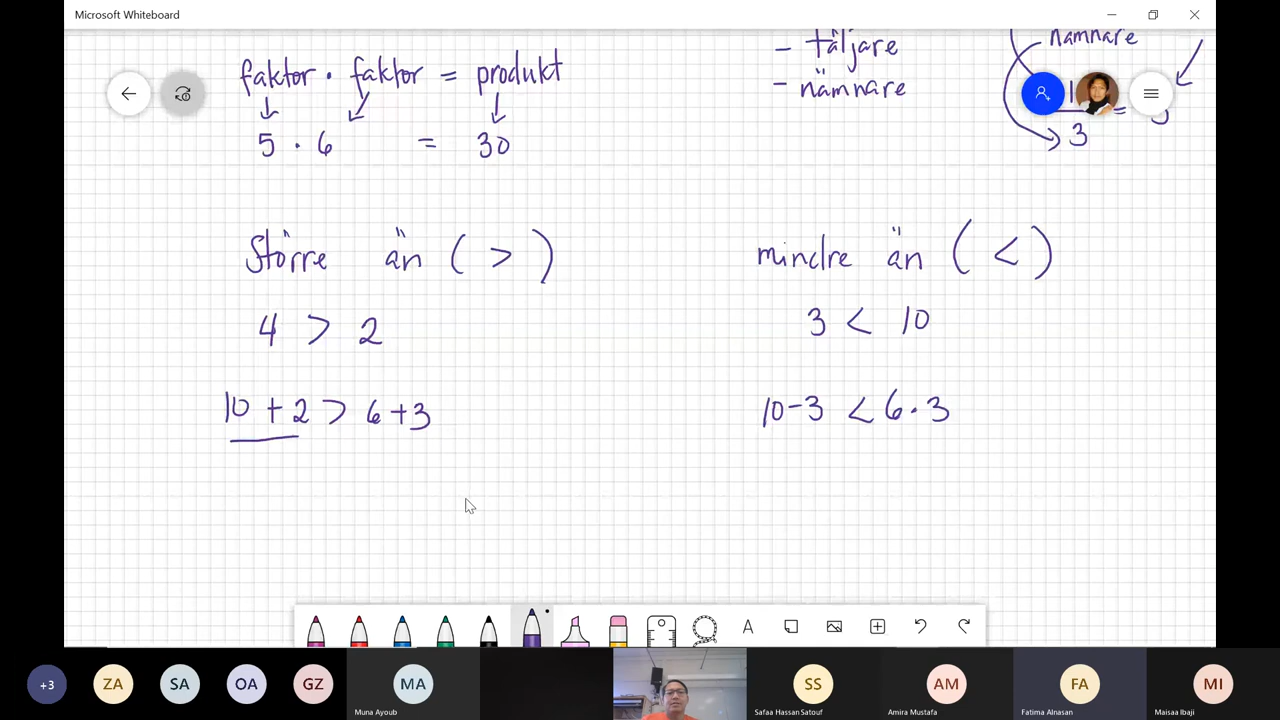 Microsoft Whiteboard
faktor · faktor = produkt
5 · 6 = 30
- täljare
- nämnare
nämnare
=
3
Större än ( > )
4 > 2
10 + 2 > 6 + 3
mindre än ( < )
3 < 10
10 - 3 < 6 · 3
A
+3
ZA
SA
OA
GZ
MA
Muna Ayoub
SS
Safaa Hassan Satouf
AM
Amira Mustafa
FA
Fatima Alnasan
MI
Maisaa Ibaji